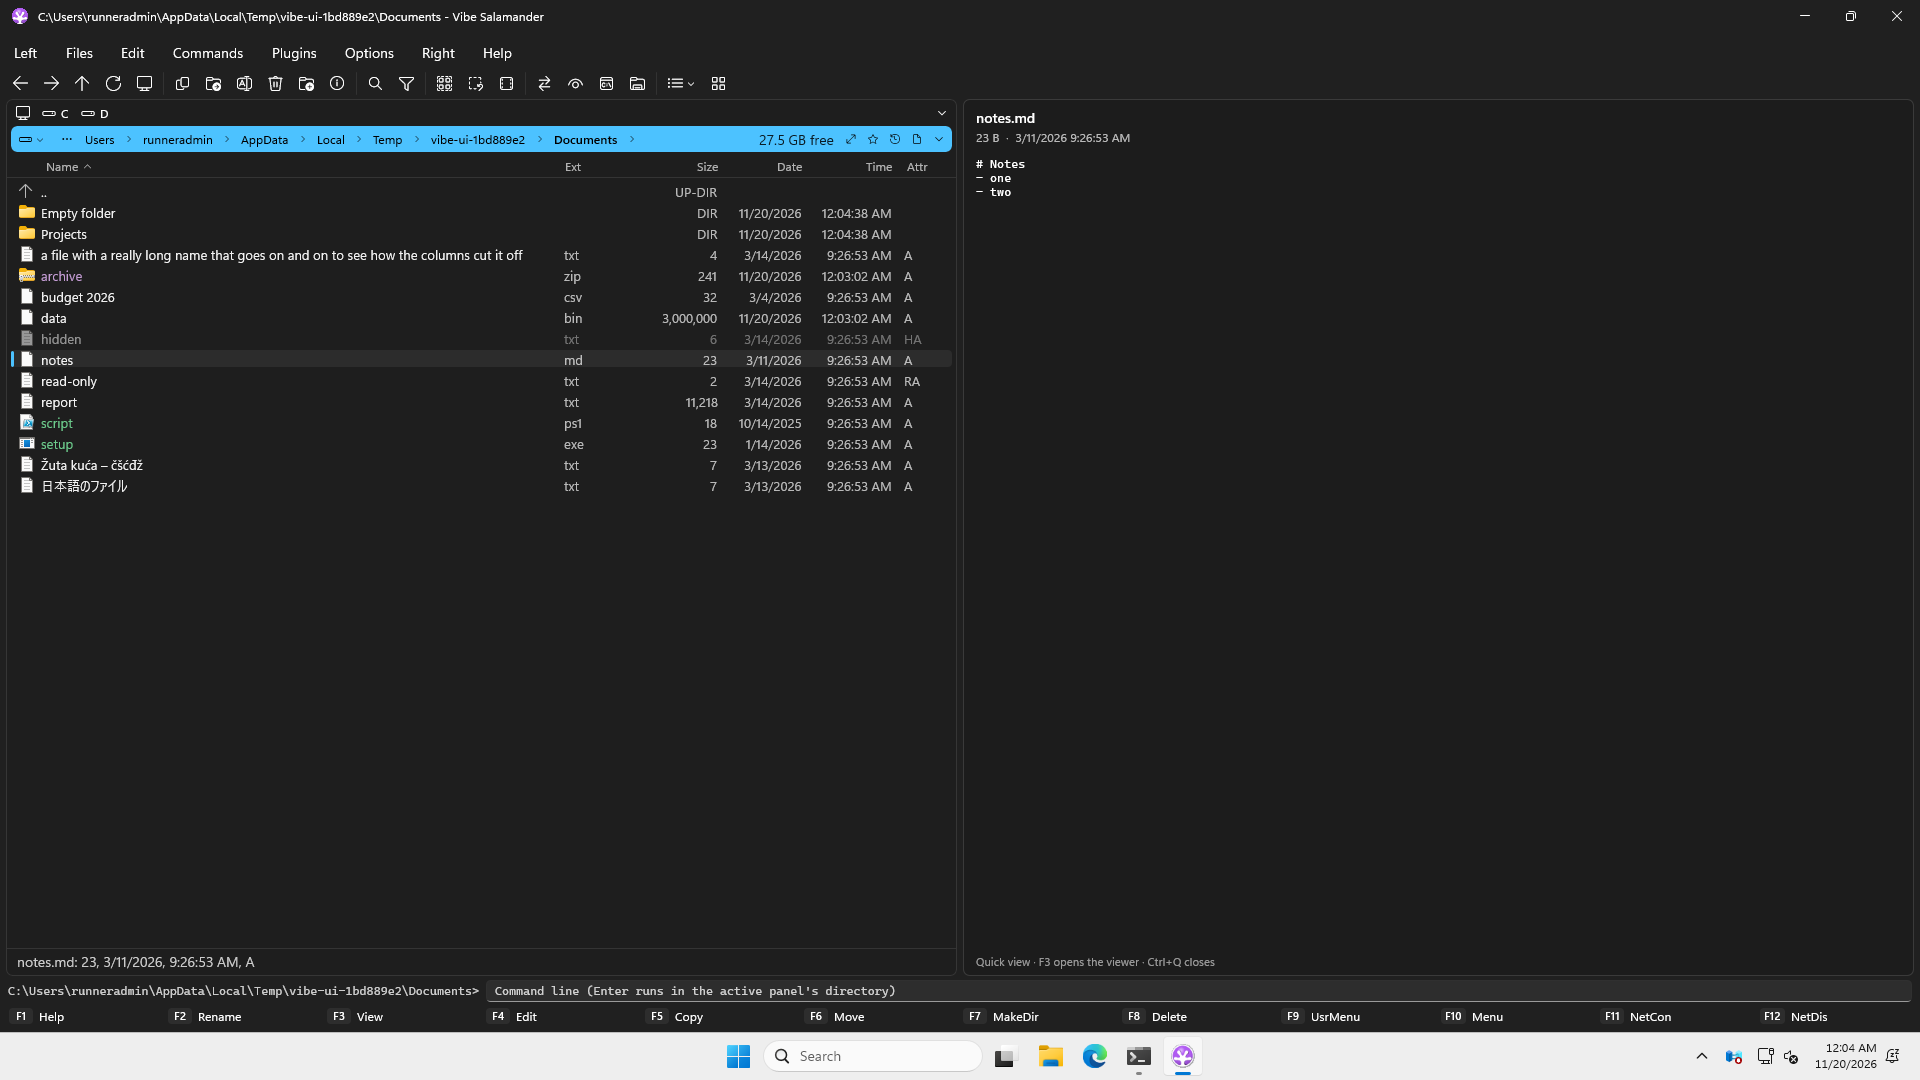 C:\Users\runneradmin\AppData\Local\Temp\vibe-ui-1bd889e2\Documents - Vibe Salamander
Left Files Edit Commands Plugins Options Right Help
C D
··· Users runneradmin AppData Local Temp vibe-ui-1bd889e2 Documents 27.5 GB free
Name Ext Size Date Time Attr
.. UP-DIR
Empty folder DIR 11/20/2026 12:04:38 AM
Projects DIR 11/20/2026 12:04:38 AM
a file with a really long name that goes on and on to see how the columns cut it off txt 4 3/14/2026 9:26:53 AM A
archive zip 241 11/20/2026 12:03:02 AM A
budget 2026 csv 32 3/4/2026 9:26:53 AM A
data bin 3,000,000 11/20/2026 12:03:02 AM A
hidden txt 6 3/14/2026 9:26:53 AM HA
notes md 23 3/11/2026 9:26:53 AM A
read-only txt 2 3/14/2026 9:26:53 AM RA
report txt 11,218 3/14/2026 9:26:53 AM A
script ps1 18 10/14/2025 9:26:53 AM A
setup exe 23 1/14/2026 9:26:53 AM A
Žuta kuća – čšćđž txt 7 3/13/2026 9:26:53 AM A
日本語のファイル txt 7 3/13/2026 9:26:53 AM A
notes.md: 23, 3/11/2026, 9:26:53 AM, A
notes.md
23 B · 3/11/2026 9:26:53 AM
# Notes
- one
- two
Quick view · F3 opens the viewer · Ctrl+Q closes
C:\Users\runneradmin\AppData\Local\Temp\vibe-ui-1bd889e2\Documents> Command line (Enter runs in the active panel's directory)
F1 Help F2 Rename F3 View F4 Edit F5 Copy F6 Move F7 MakeDir F8 Delete F9 UsrMenu F10 Menu F11 NetCon F12 NetDis
Search
12:04 AM
11/20/2026